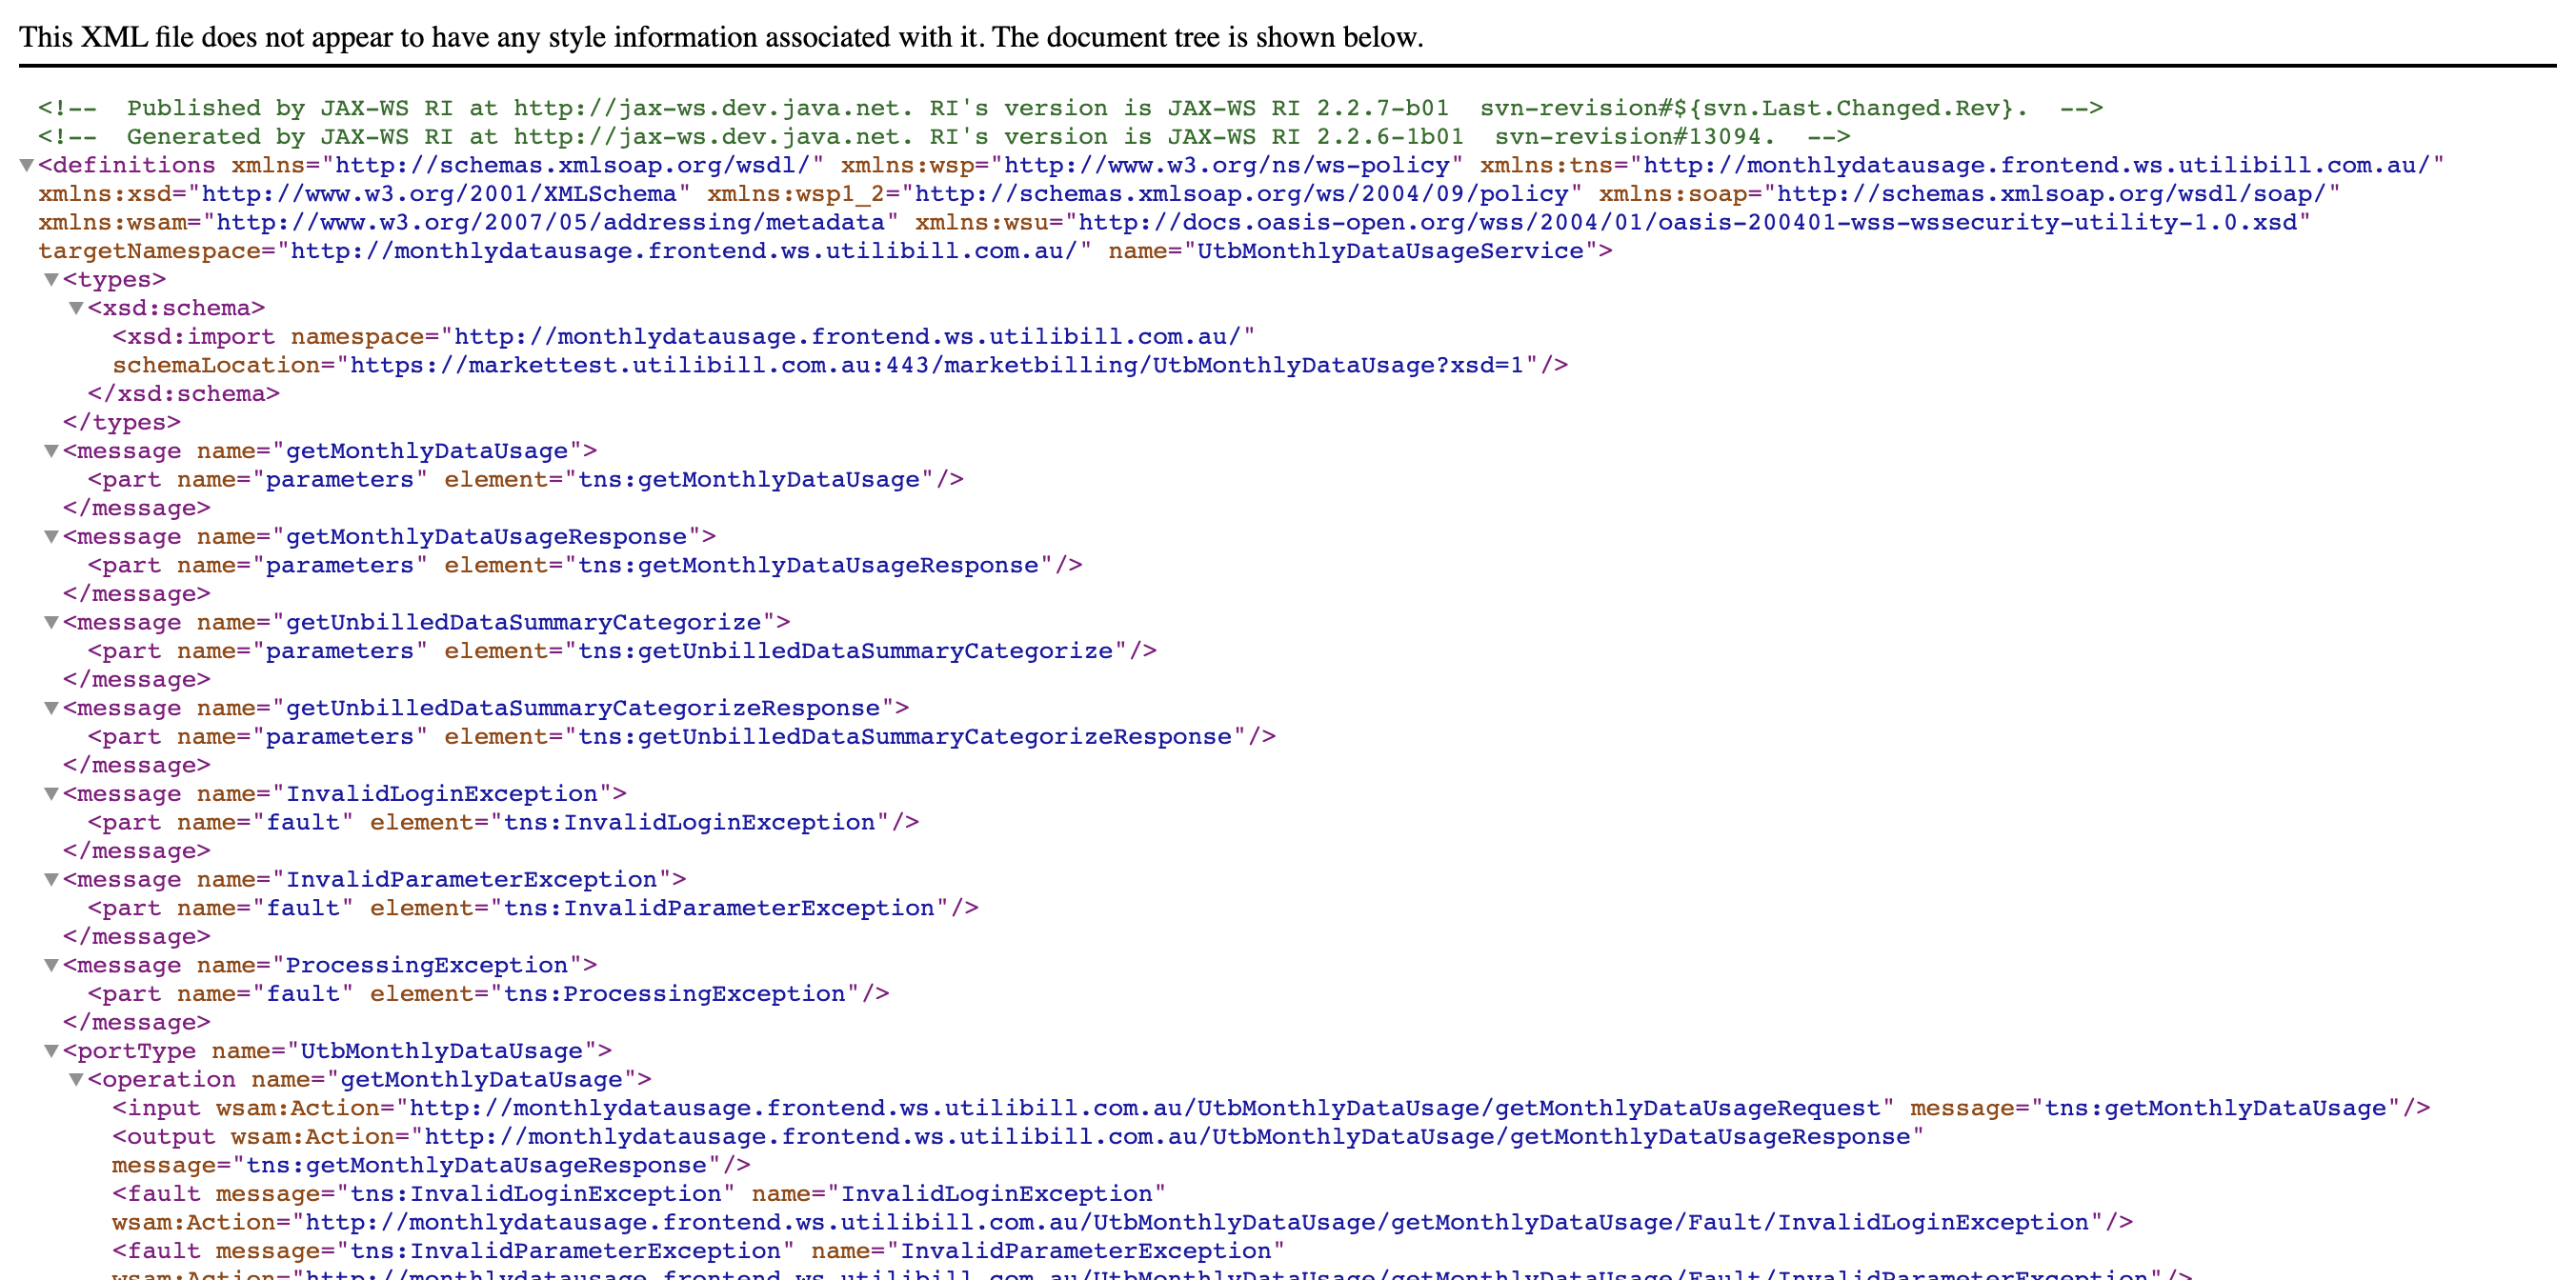 This XML file does not appear to have any style information associated with it. The document tree is shown below.
<!-- Published by JAX-WS RI at http://jax-ws.dev.java.net. RI's version is JAX-WS RI 2.2.7-b01 svn-revision#${svn.Last.Changed.Rev}. -->
<!-- Generated by JAX-WS RI at http://jax-ws.dev.java.net. RI's version is JAX-WS RI 2.2.6-1b01 svn-revision#13094. -->
<definitions xmlns="http://schemas.xmlsoap.org/wsdl/" xmlns:wsp="http://www.w3.org/ns/ws-policy" xmlns:tns="http://monthlydatausage.frontend.ws.utilibill.com.au/"
xmlns:xsd="http://www.w3.org/2001/XMLSchema" xmlns:wsp1_2="http://schemas.xmlsoap.org/ws/2004/09/policy" xmlns:soap="http://schemas.xmlsoap.org/wsdl/soap/"
xmlns:wsam="http://www.w3.org/2007/05/addressing/metadata" xmlns:wsu="http://docs.oasis-open.org/wss/2004/01/oasis-200401-wss-wssecurity-utility-1.0.xsd"
targetNamespace="http://monthlydatausage.frontend.ws.utilibill.com.au/" name="UtbMonthlyDataUsageService">
<types>
<xsd:schema>
<xsd:import namespace="http://monthlydatausage.frontend.ws.utilibill.com.au/"
schemaLocation="https://markettest.utilibill.com.au:443/marketbilling/UtbMonthlyDataUsage?xsd=1"/>
</xsd:schema>
</types>
<message name="getMonthlyDataUsage">
<part name="parameters" element="tns:getMonthlyDataUsage"/>
</message>
<message name="getMonthlyDataUsageResponse">
<part name="parameters" element="tns:getMonthlyDataUsageResponse"/>
</message>
<message name="getUnbilledDataSummaryCategorize">
<part name="parameters" element="tns:getUnbilledDataSummaryCategorize"/>
</message>
<message name="getUnbilledDataSummaryCategorizeResponse">
<part name="parameters" element="tns:getUnbilledDataSummaryCategorizeResponse"/>
</message>
<message name="InvalidLoginException">
<part name="fault" element="tns:InvalidLoginException"/>
</message>
<message name="InvalidParameterException">
<part name="fault" element="tns:InvalidParameterException"/>
</message>
<message name="ProcessingException">
<part name="fault" element="tns:ProcessingException"/>
</message>
<portType name="UtbMonthlyDataUsage">
<operation name="getMonthlyDataUsage">
<input wsam:Action="http://monthlydatausage.frontend.ws.utilibill.com.au/UtbMonthlyDataUsage/getMonthlyDataUsageRequest" message="tns:getMonthlyDataUsage"/>
<output wsam:Action="http://monthlydatausage.frontend.ws.utilibill.com.au/UtbMonthlyDataUsage/getMonthlyDataUsageResponse"
message="tns:getMonthlyDataUsageResponse"/>
<fault message="tns:InvalidLoginException" name="InvalidLoginException"
wsam:Action="http://monthlydatausage.frontend.ws.utilibill.com.au/UtbMonthlyDataUsage/getMonthlyDataUsage/Fault/InvalidLoginException"/>
<fault message="tns:InvalidParameterException" name="InvalidParameterException"
wsam:Action="http://monthlydatausage.frontend.ws.utilibill.com.au/UtbMonthlyDataUsage/getMonthlyDataUsage/Fault/InvalidParameterException"/>